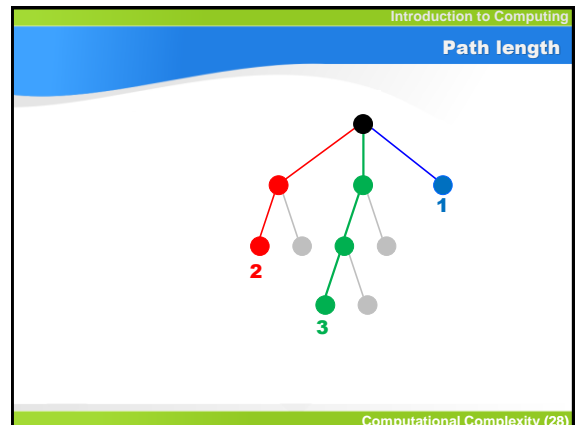 Introduction to Computing
Path length
1
2
3
Computational Complexity (28)